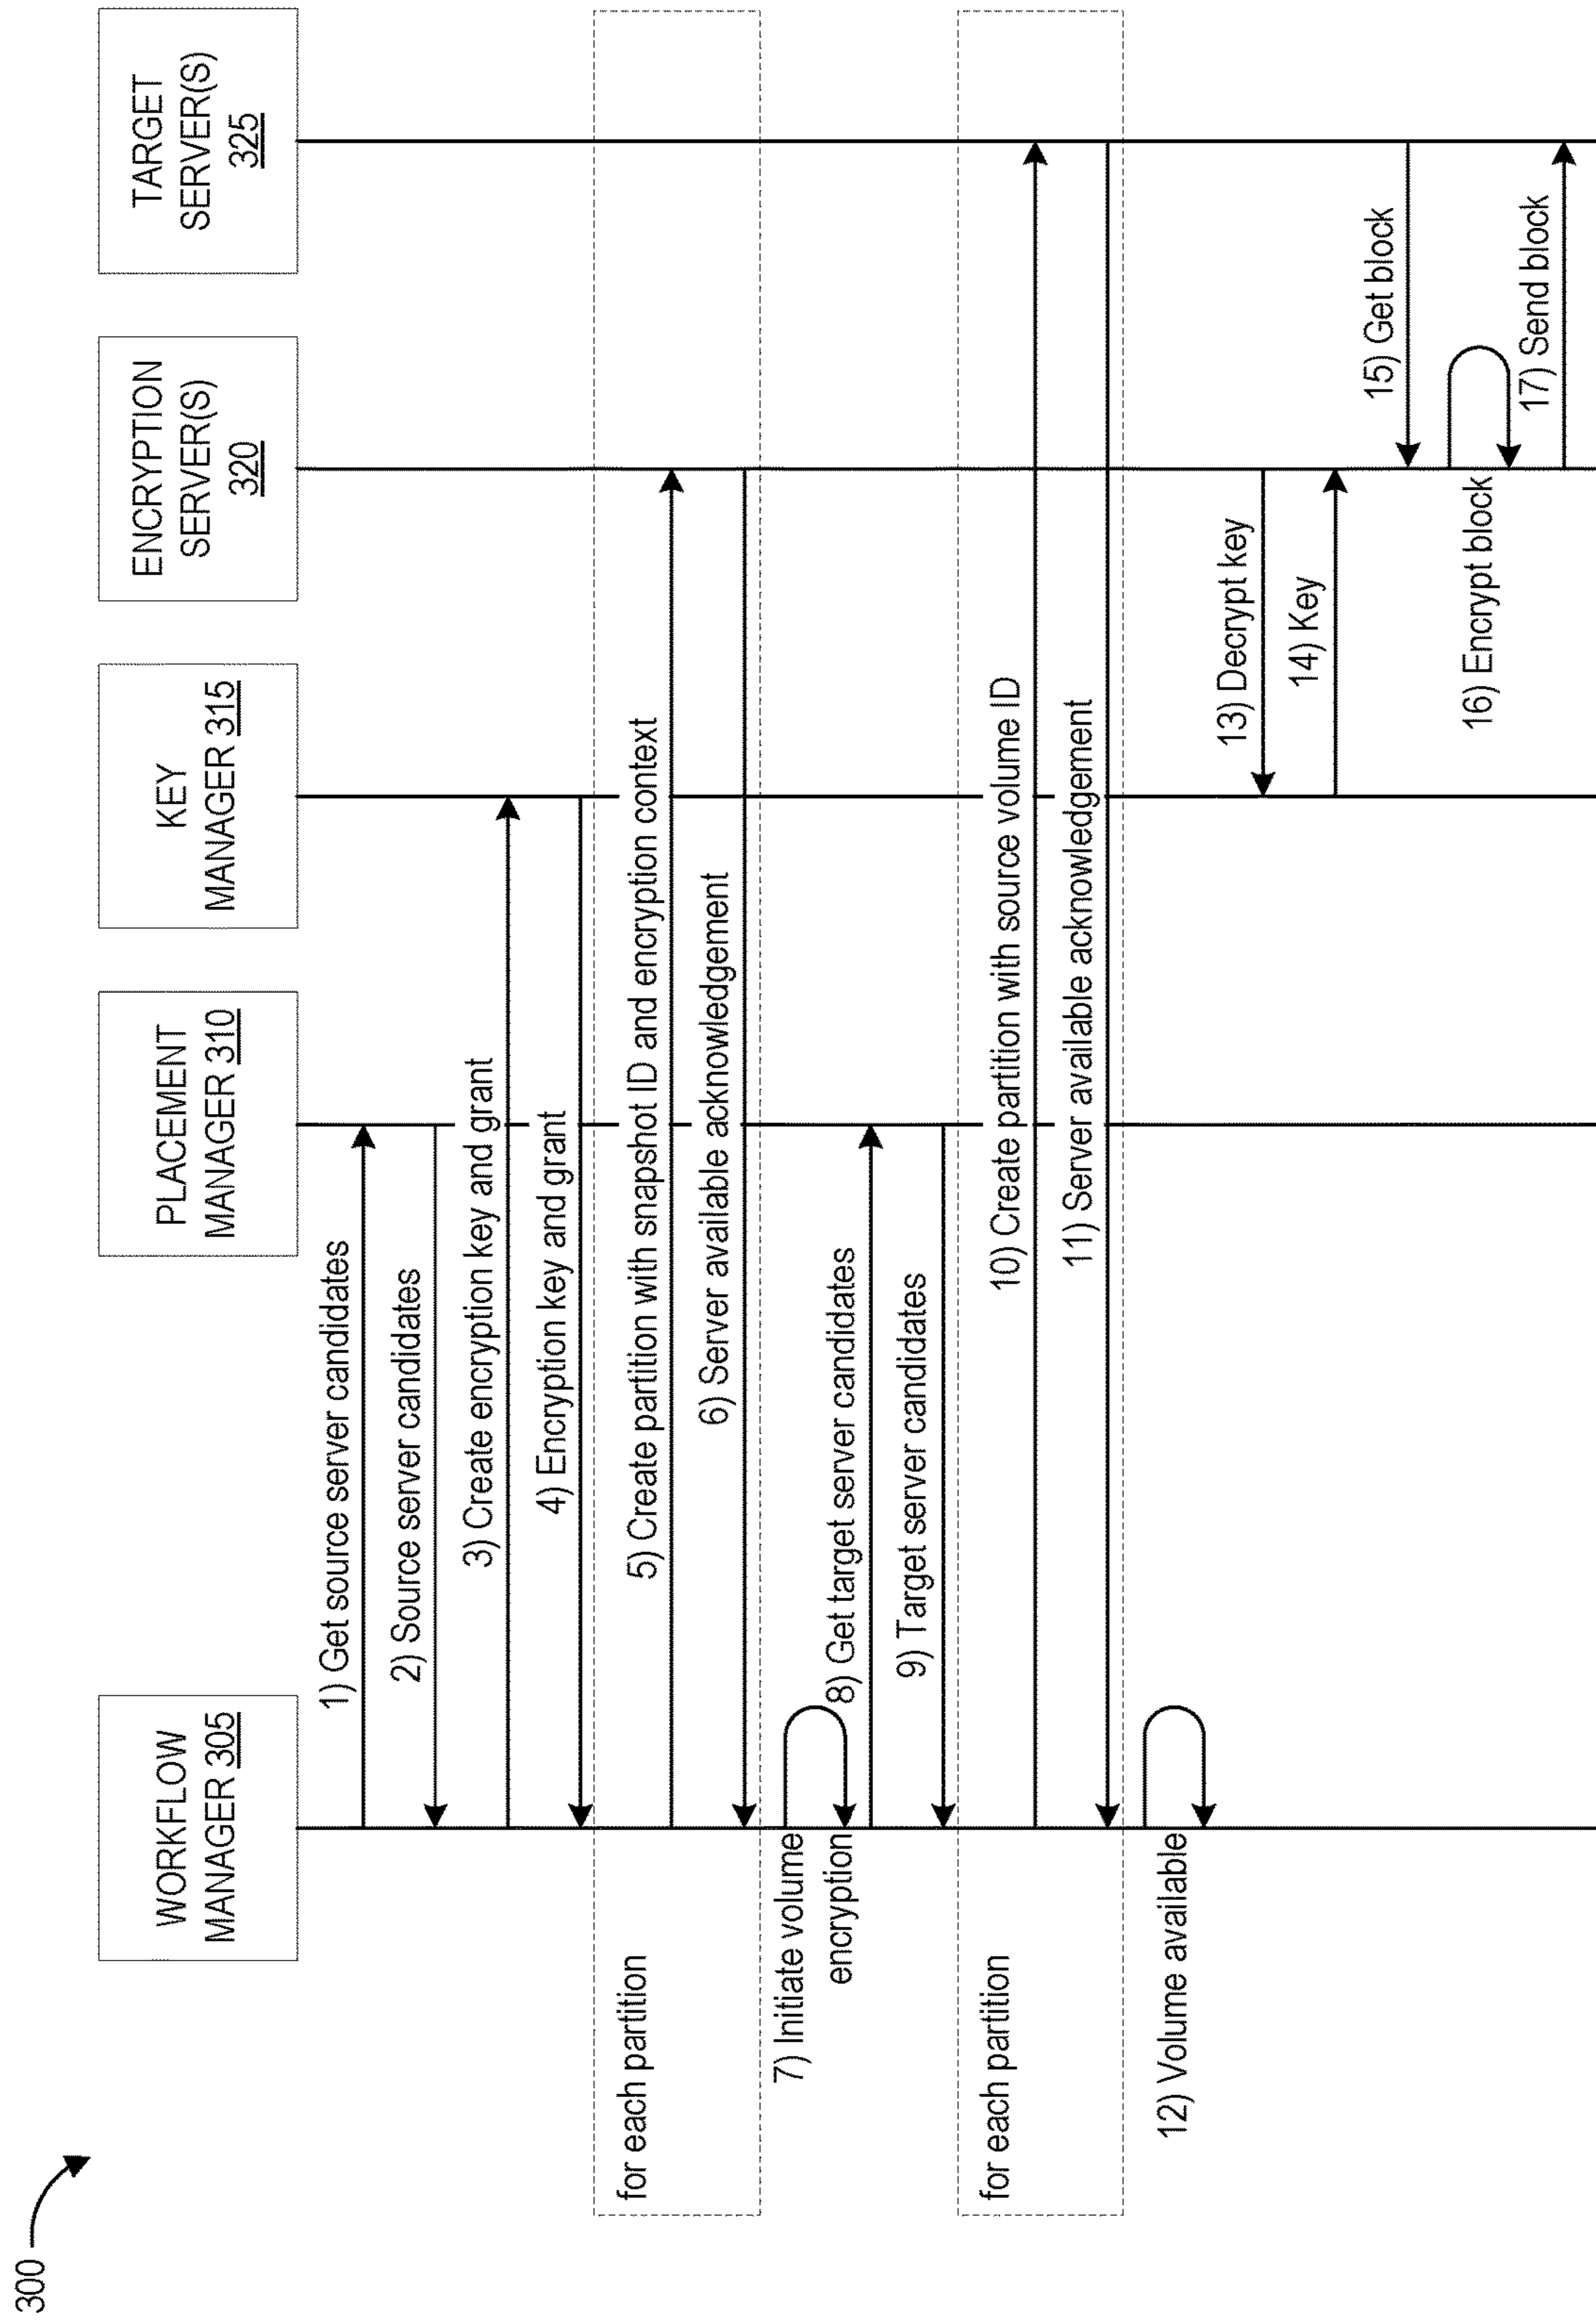 300
WORKFLOW
MANAGER 305
PLACEMENT
MANAGER 310
KEY
MANAGER 315
ENCRYPTION
SERVER(S)
320
TARGET
SERVER(S)
325
1) Get source server candidates
2) Source server candidates
3) Create encryption key and grant
4) Encryption key and grant
for each partition
5) Create partition with snapshot ID and encryption context
6) Server available acknowledgement
7) Initiate volume
encryption
8) Get target server candidates
9) Target server candidates
for each partition
10) Create partition with source volume ID
11) Server available acknowledgement
12) Volume available
13) Decrypt key
14) Key
15) Get block
16) Encrypt block
17) Send block